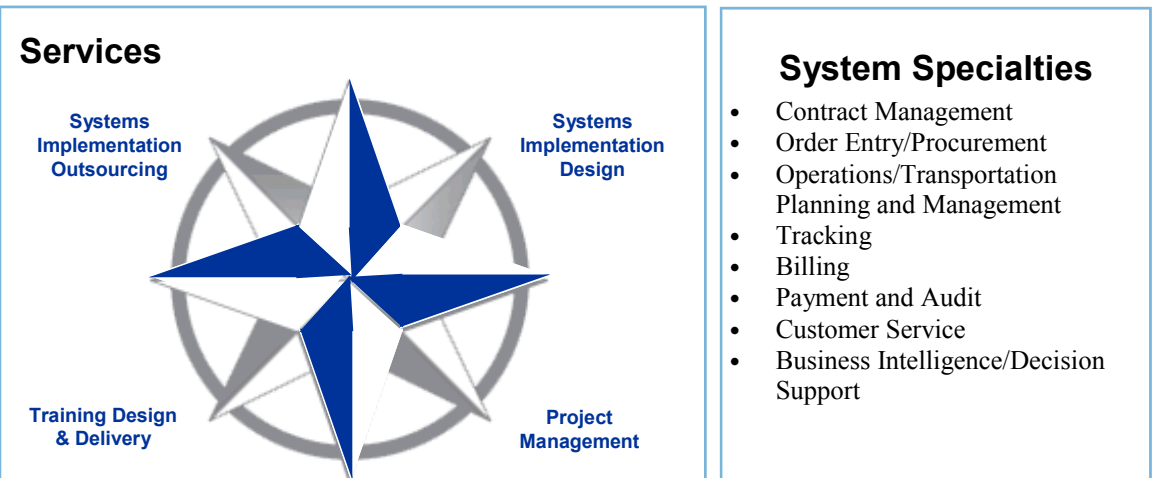 Services
Systems
Implementation
Outsourcing
Systems
Implementation
Design
Training Design
& Delivery
Project
Management
System Specialties
• Contract Management
• Order Entry/Procurement
• Operations/Transportation
Planning and Management
• Tracking
• Billing
• Payment and Audit
• Customer Service
• Business Intelligence/Decision
Support